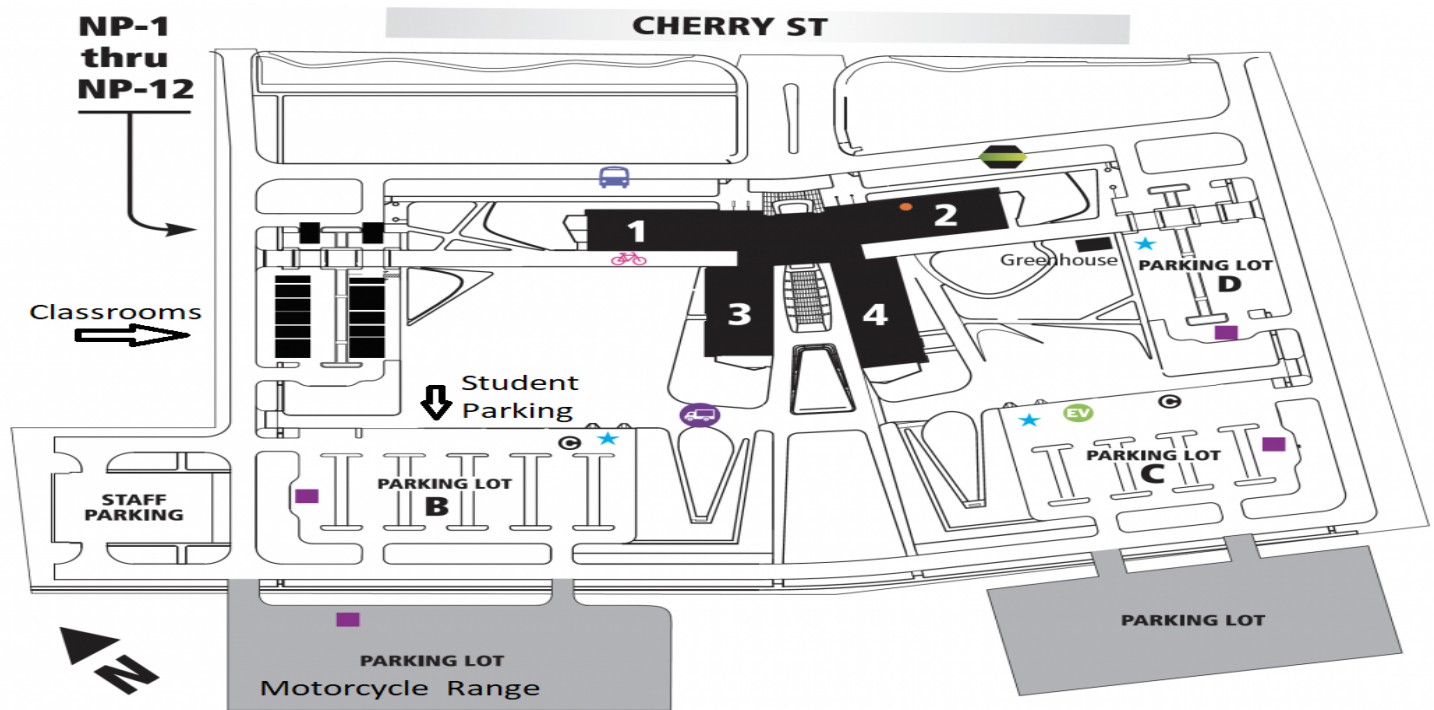 NP-1
thru
NP-12
CHERRY ST
1
2
Greenhouse
PARKING LOT
D
Classrooms
3
4
Student
Parking
C
EV
C
PARKING LOT
B
PARKING LOT
C
STAFF
PARKING
PARKING LOT
Motorcycle Range
PARKING LOT
N